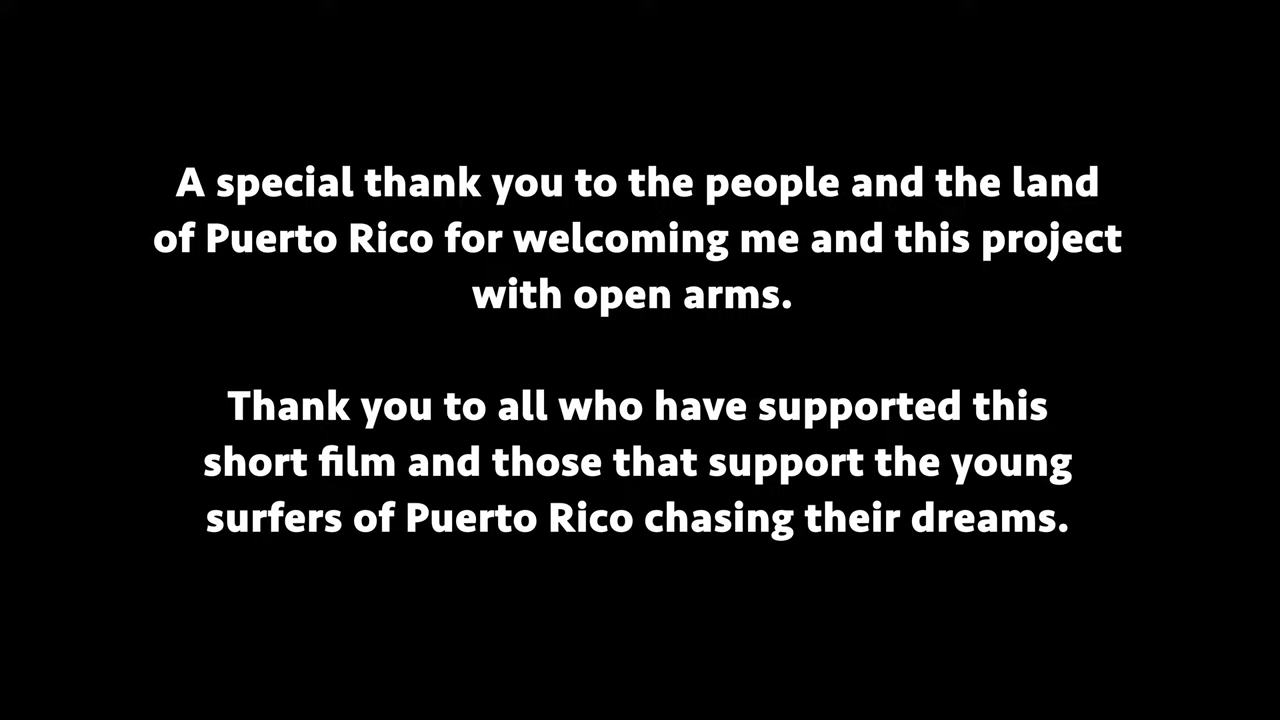 A special thank you to the people and the land
of Puerto Rico for welcoming me and this project
with open arms.
Thank you to all who have supported this
short film and those that support the young
surfers of Puerto Rico chasing their dreams.